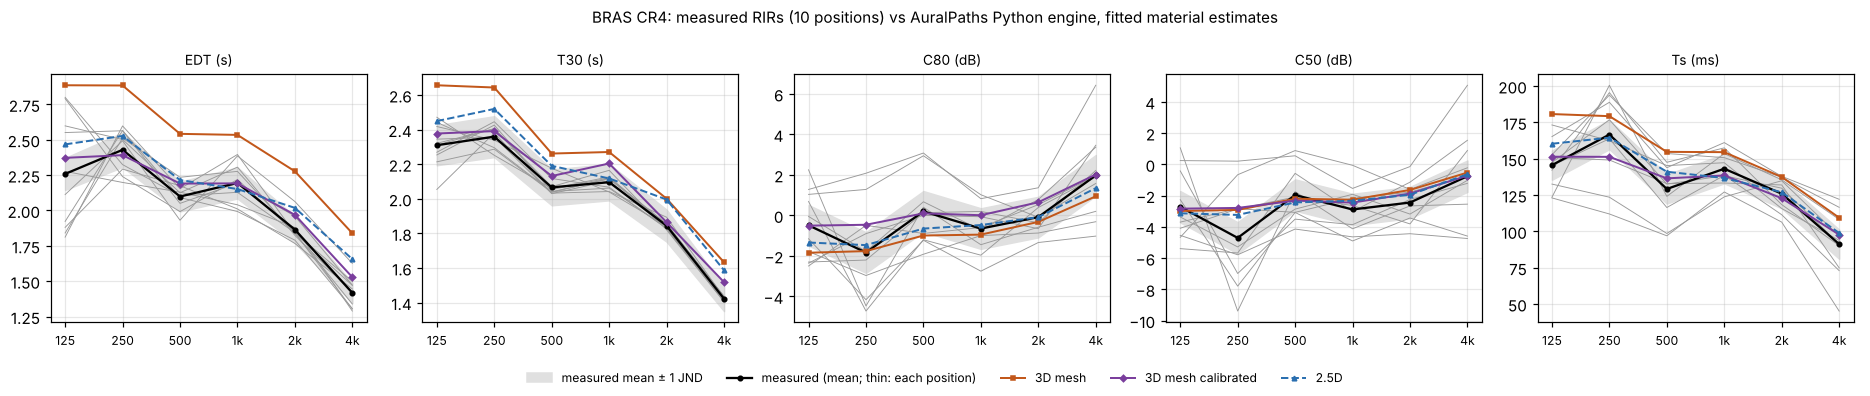 BRAS CR4: measured RIRs (10 positions) vs AuralPaths Python engine, fitted material estimates
EDT (s)
2.75
2.50
2.25
2.00
1.75
1.50
1.25
125 250 500 1k 2k 4k
T30 (s)
2.6
2.4
2.2
2.0
1.8
1.6
1.4
125 250 500 1k 2k 4k
C80 (dB)
6
4
2
0
−2
−4
125 250 500 1k 2k 4k
C50 (dB)
4
2
0
−2
−4
−6
−8
−10
125 250 500 1k 2k 4k
Ts (ms)
200
175
150
125
100
75
50
125 250 500 1k 2k 4k
measured mean ± 1 JND measured (mean; thin: each position) 3D mesh 3D mesh calibrated 2.5D